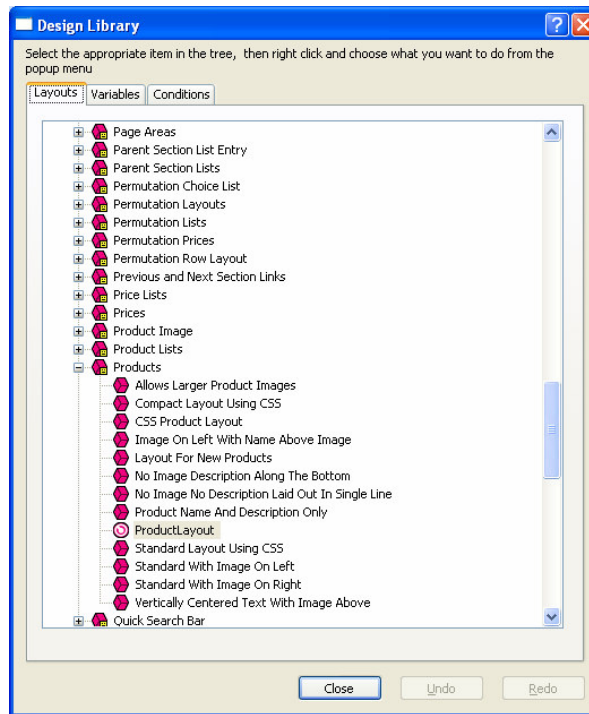 Design Library
Select the appropriate item in the tree, then right click and choose what you want to do from the
popup menu
Layouts Variables Conditions
Page Areas
Parent Section List Entry
Parent Section Lists
Permutation Choice List
Permutation Layouts
Permutation Lists
Permutation Prices
Permutation Row Layout
Previous and Next Section Links
Price Lists
Prices
Product Image
Product Lists
Products
Allows Larger Product Images
Compact Layout Using CSS
CSS Product Layout
Image On Left With Name Above Image
Layout For New Products
No Image Description Along The Bottom
No Image No Description Laid Out In Single Line
Product Name And Description Only
ProductLayout
Standard Layout Using CSS
Standard With Image On Left
Standard With Image On Right
Vertically Centered Text With Image Above
Quick Search Bar
Close Undo Redo